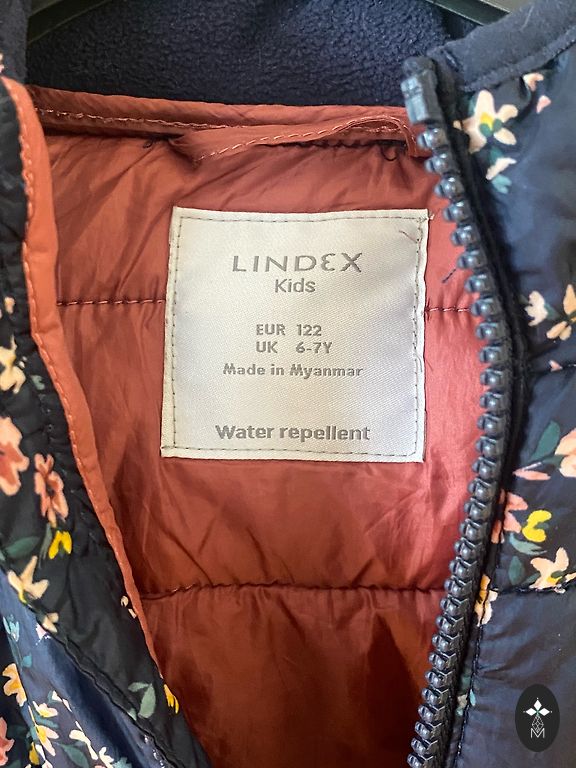 LINDEX
Kids
EUR 122
UK 6-7Y
Made in Myanmar
Water repellent
M